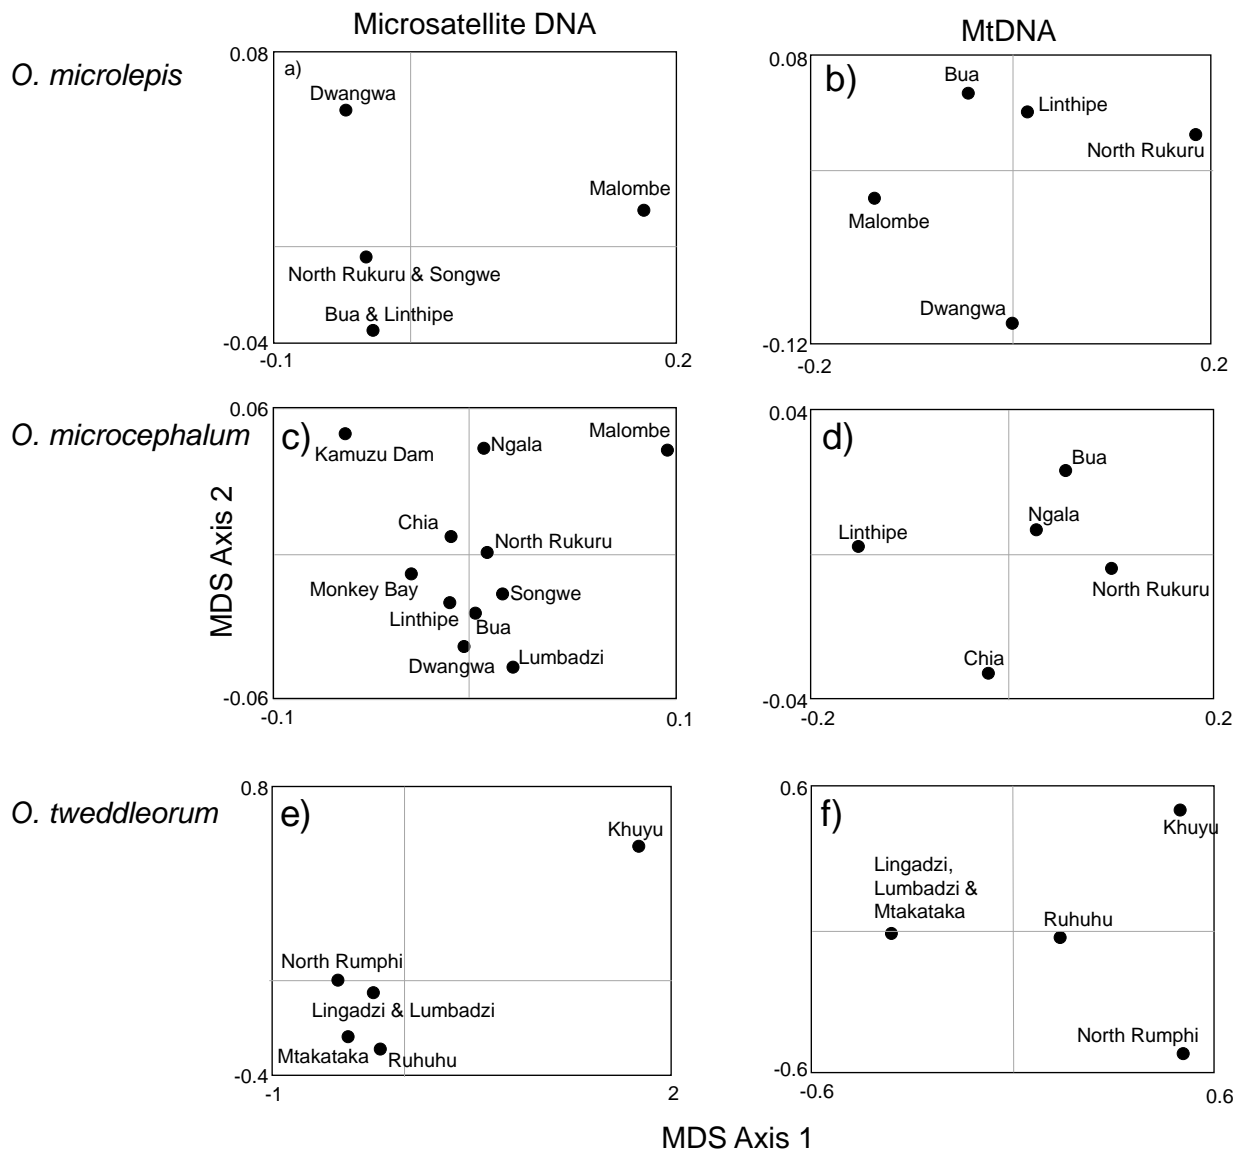 Microsatellite DNA
MtDNA
O. microlepis
0.08
a)
Dwangwa
Malombe
North Rukuru & Songwe
Bua & Linthipe
-0.04
-0.1
0.2
0.08
b)
Bua
Linthipe
North Rukuru
Malombe
Dwangwa
-0.12
-0.2
0.2
O. microcephalum
MDS Axis 2
0.06
c)
Kamuzu Dam
Ngala
Malombe
Chia
North Rukuru
Monkey Bay
Songwe
Linthipe
Bua
Dwangwa
Lumbadzi
-0.06
-0.1
0.1
0.04
d)
Bua
Ngala
Linthipe
North Rukuru
Chia
-0.04
-0.2
0.2
O. tweddleorum
0.8
e)
Khuyu
North Rumphi
Lingadzi & Lumbadzi
Mtakataka
Ruhuhu
-0.4
-1
2
0.6
f)
Khuyu
Lingadzi,
Lumbadzi &
Mtakataka
Ruhuhu
North Rumphi
-0.6
-0.6
0.6
MDS Axis 1